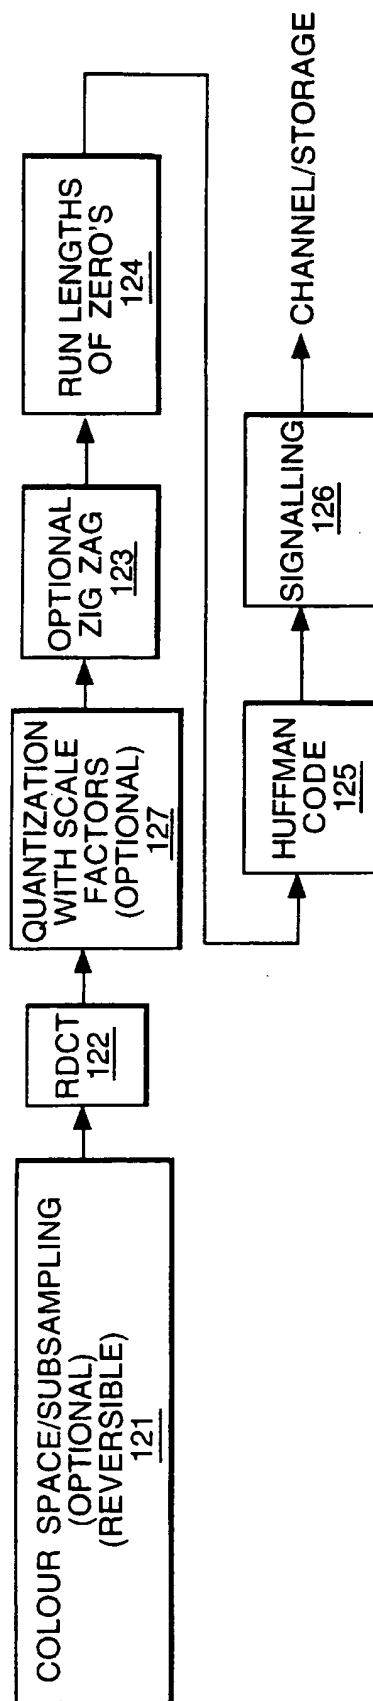 COLOUR SPACE/SUBSAMPLING
(OPTIONAL)
(REVERSIBLE)
121
RDCT
122
QUANTIZATION
WITH SCALE
FACTORS
(OPTIONAL)
127
OPTIONAL
ZIG ZAG
123
RUN LENGTHS
OF ZERO'S
124
HUFFMAN
CODE
125
SIGNALLING
126
CHANNEL/STORAGE